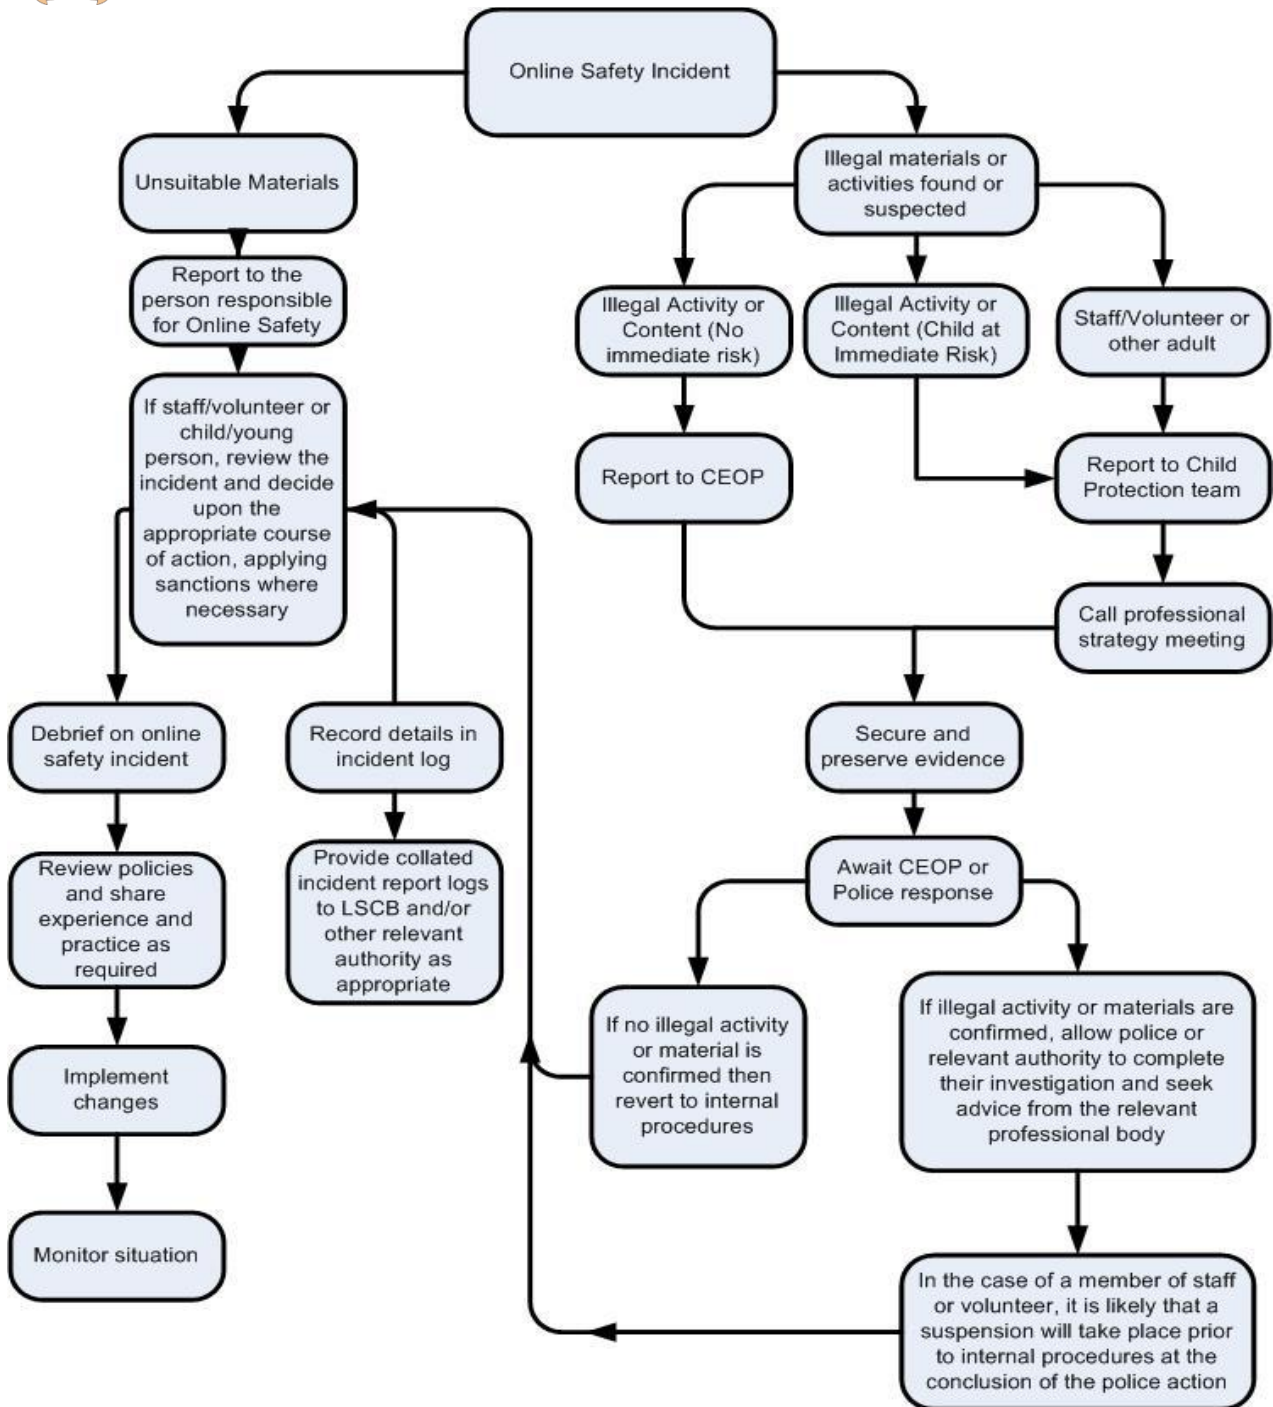 Online Safety Incident
Unsuitable Materials
Illegal materials or
activities found or
suspected
Report to the
person responsible
for Online Safety
Illegal Activity or
Content (No
immediate risk)
Illegal Activity or
Content (Child at
Immediate Risk)
Staff/Volunteer or
other adult
If staff/volunteer or
child/young
person, review the
incident and decide
upon the
appropriate course
of action, applying
sanctions where
necessary
Report to CEOP
Report to Child
Protection team
Call professional
strategy meeting
Debrief on online
safety incident
Record details in
incident log
Secure and
preserve evidence
Review policies
and share
experience and
practice as
required
Provide collated
incident report logs
to LSCB and/or
other relevant
authority as
appropriate
Await CEOP or
Police response
If no illegal activity
or material is
confirmed then
revert to internal
procedures
If illegal activity or materials are
confirmed, allow police or
relevant authority to complete
their investigation and seek
advice from the relevant
professional body
Implement
changes
Monitor situation
In the case of a member of staff
or volunteer, it is likely that a
suspension will take place prior
to internal procedures at the
conclusion of the police action